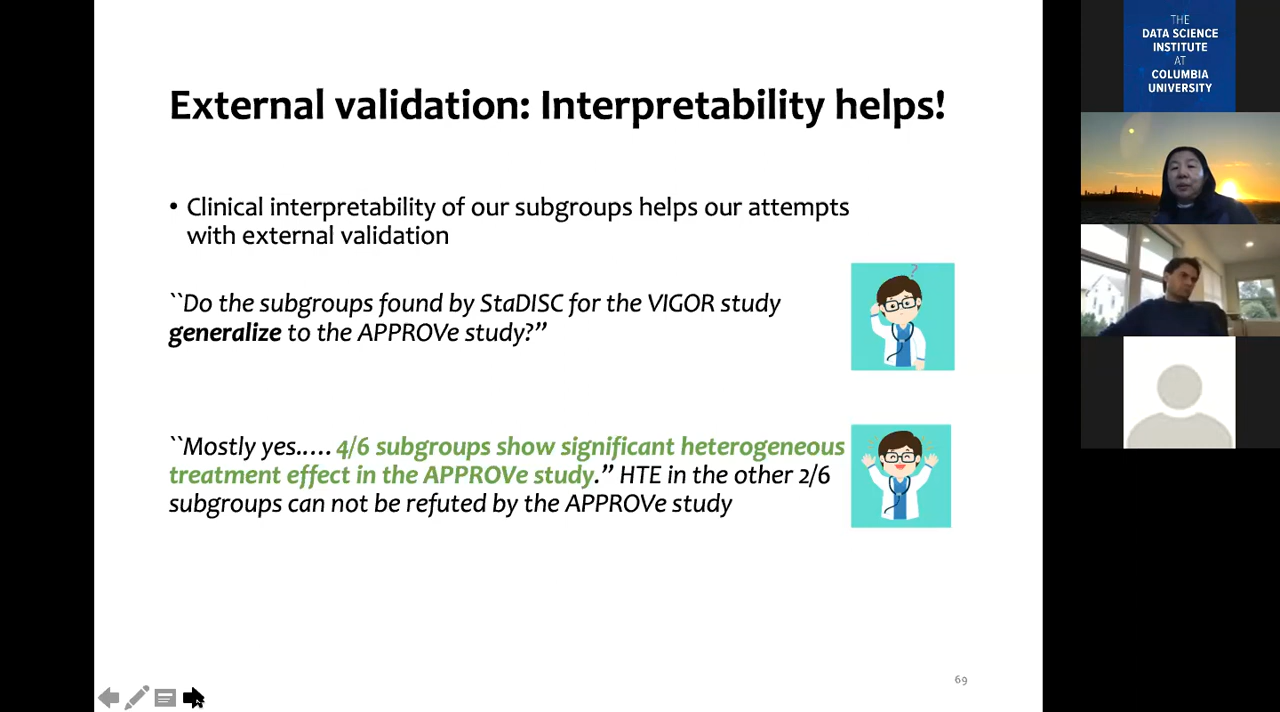 External validation: Interpretability helps!
• Clinical interpretability of our subgroups helps our attempts
with external validation
``Do the subgroups found by StaDISC for the VIGOR study
generalize to the APPROVe study?”
?
``Mostly yes..… 4/6 subgroups show significant heterogeneous
treatment effect in the APPROVe study.” HTE in the other 2/6
subgroups can not be refuted by the APPROVe study
69
THE
DATA SCIENCE
INSTITUTE
AT
COLUMBIA
UNIVERSITY